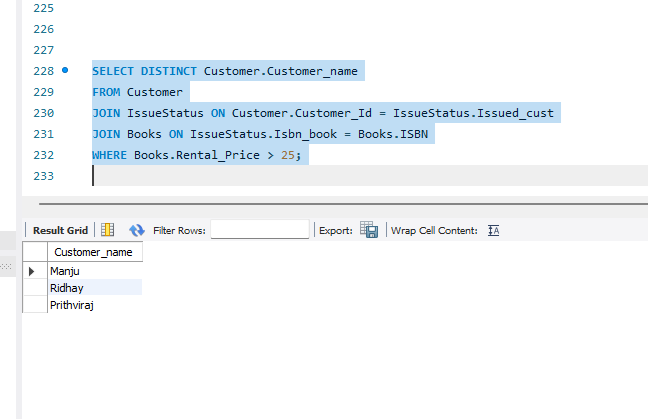 225
226
227
228 SELECT DISTINCT Customer.Customer_name
229 FROM Customer
230 JOIN IssueStatus ON Customer.Customer_Id = IssueStatus.Issued_cust
231 JOIN Books ON IssueStatus.Isbn_book = Books.ISBN
232 WHERE Books.Rental_Price > 25;
233
Result Grid Filter Rows: Export: Wrap Cell Content:
Customer_name
Manju
Ridhay
Prithviraj